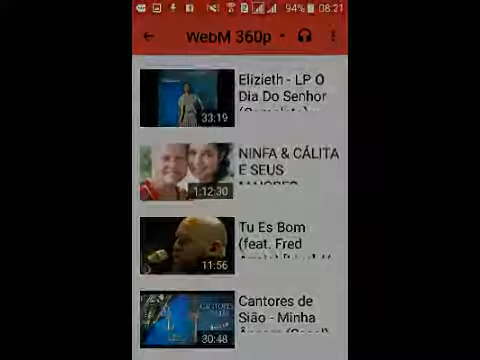 94% 08:21
WebM 360p
Elizieth - LP O
Dia Do Senhor
33:19
NINFA & CÁLITA
E SEUS
MAIORES
1:12:30
Tu Es Bom
(feat. Fred
11:56
Cantores de
Sião - Minha
30:48